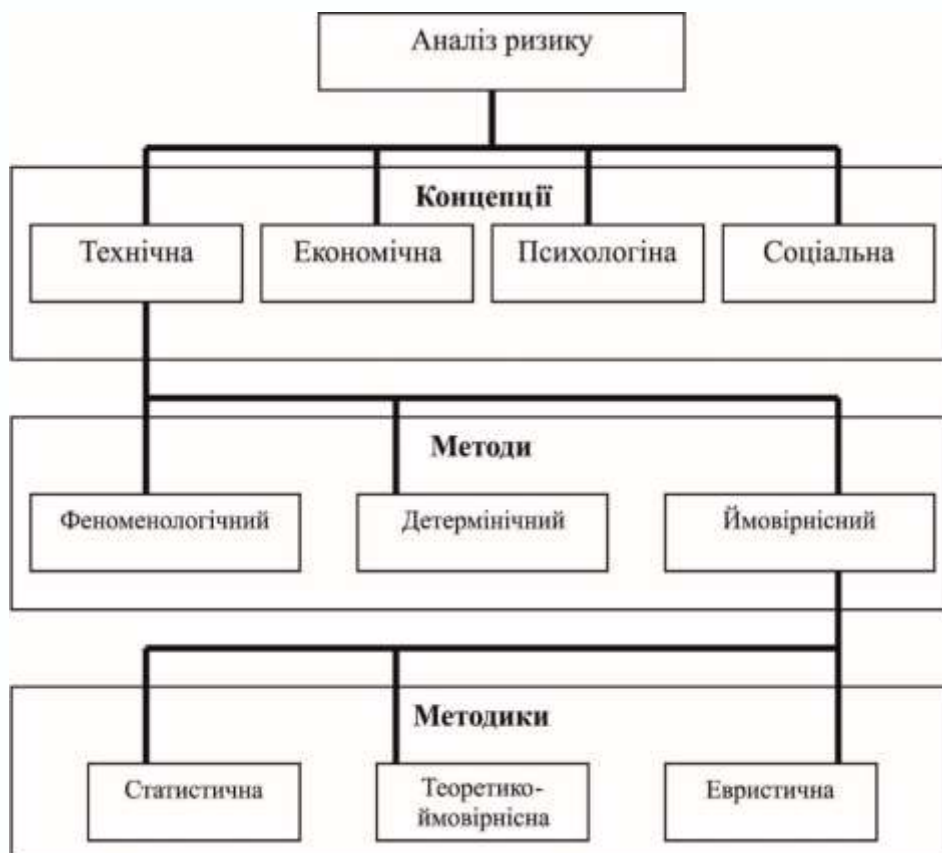 Аналіз ризику
Концепції
Технічна
Економічна
Психологіна
Соціальна
Методи
Феноменологічний
Детермінічний
Ймовірнісний
Методики
Статистична
Теоретико-
ймовірнісна
Евристична